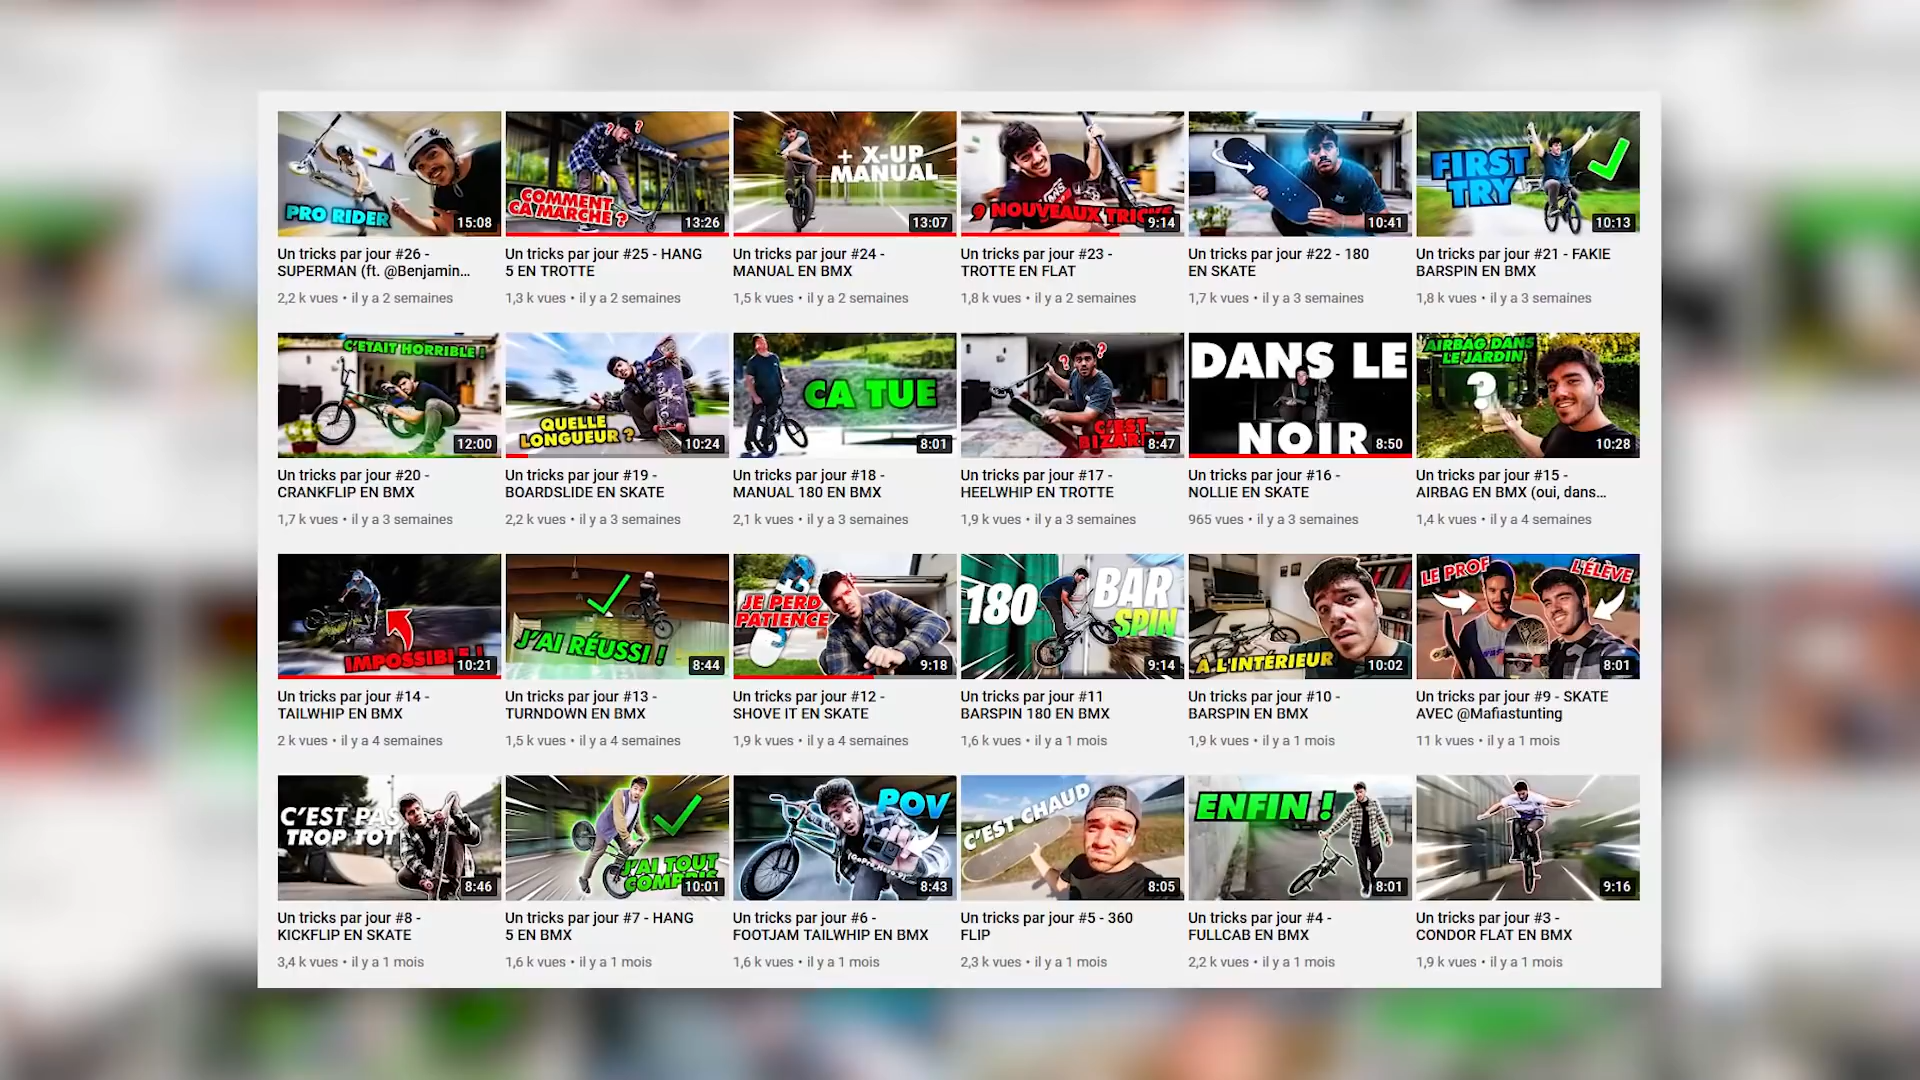 PRO RIDER
15:08
COMMENT
ÇA MARCHE ?
13:26
+ X-UP
MANUAL
13:07
9 NOUVEAUX TRICKS
9:14
10:41
FIRST
TRY
10:13
Un tricks par jour #26 -
SUPERMAN (ft. @Benjamin...
2,2 k vues • il y a 2 semaines
Un tricks par jour #25 - HANG
5 EN TROTTE
1,3 k vues • il y a 2 semaines
Un tricks par jour #24 -
MANUAL EN BMX
1,5 k vues • il y a 2 semaines
Un tricks par jour #23 -
TROTTE EN FLAT
1,8 k vues • il y a 2 semaines
Un tricks par jour #22 - 180
EN SKATE
1,7 k vues • il y a 3 semaines
Un tricks par jour #21 - FAKIE
BARSPIN EN BMX
1,8 k vues • il y a 3 semaines
C'ETAIT HORRIBLE !
12:00
QUELLE
LONGUEUR ?
10:24
CA TUE
8:01
C'EST
8:47
DANS LE
NOIR
8:50
AIRBAG DANS
LE JARDIN
?
10:28
Un tricks par jour #20 -
CRANKFLIP EN BMX
1,7 k vues • il y a 3 semaines
Un tricks par jour #19 -
BOARDSLIDE EN SKATE
2,2 k vues • il y a 3 semaines
Un tricks par jour #18 -
MANUAL 180 EN BMX
2,1 k vues • il y a 3 semaines
Un tricks par jour #17 -
HEELWHIP EN TROTTE
1,9 k vues • il y a 3 semaines
Un tricks par jour #16 -
NOLLIE EN SKATE
965 vues • il y a 3 semaines
Un tricks par jour #15 -
AIRBAG EN BMX (oui, dans...
1,4 k vues • il y a 4 semaines
IMPOSSIBLE !
10:21
J'AI RÉUSSI !
8:44
JE PERD
PATIENCE
9:18
180 BAR
SPIN
9:14
A L'INTÉRIEUR
10:02
LE PROF
L'ÉLÈVE
8:01
Un tricks par jour #14 -
TAILWHIP EN BMX
2 k vues • il y a 4 semaines
Un tricks par jour #13 -
TURNDOWN EN BMX
1,5 k vues • il y a 4 semaines
Un tricks par jour #12 -
SHOVE IT EN SKATE
1,9 k vues • il y a 4 semaines
Un tricks par jour #11
BARSPIN 180 EN BMX
1,6 k vues • il y a 1 mois
Un tricks par jour #10 -
BARSPIN EN BMX
1,9 k vues • il y a 1 mois
Un tricks par jour #9 - SKATE
AVEC @Mafiastunting
11 k vues • il y a 1 mois
C'EST PAS
TROP TOT
8:46
J'AI TOUT
COMPRIS
10:01
POV
8:43
C'EST CHAUD
8:05
ENFIN !
8:01
9:16
Un tricks par jour #8 -
KICKFLIP EN SKATE
3,4 k vues • il y a 1 mois
Un tricks par jour #7 - HANG
5 EN BMX
1,6 k vues • il y a 1 mois
Un tricks par jour #6 -
FOOTJAM TAILWHIP EN BMX
1,6 k vues • il y a 1 mois
Un tricks par jour #5 - 360
FLIP
2,3 k vues • il y a 1 mois
Un tricks par jour #4 -
FULLCAB EN BMX
2,2 k vues • il y a 1 mois
Un tricks par jour #3 -
CONDOR FLAT EN BMX
1,9 k vues • il y a 1 mois